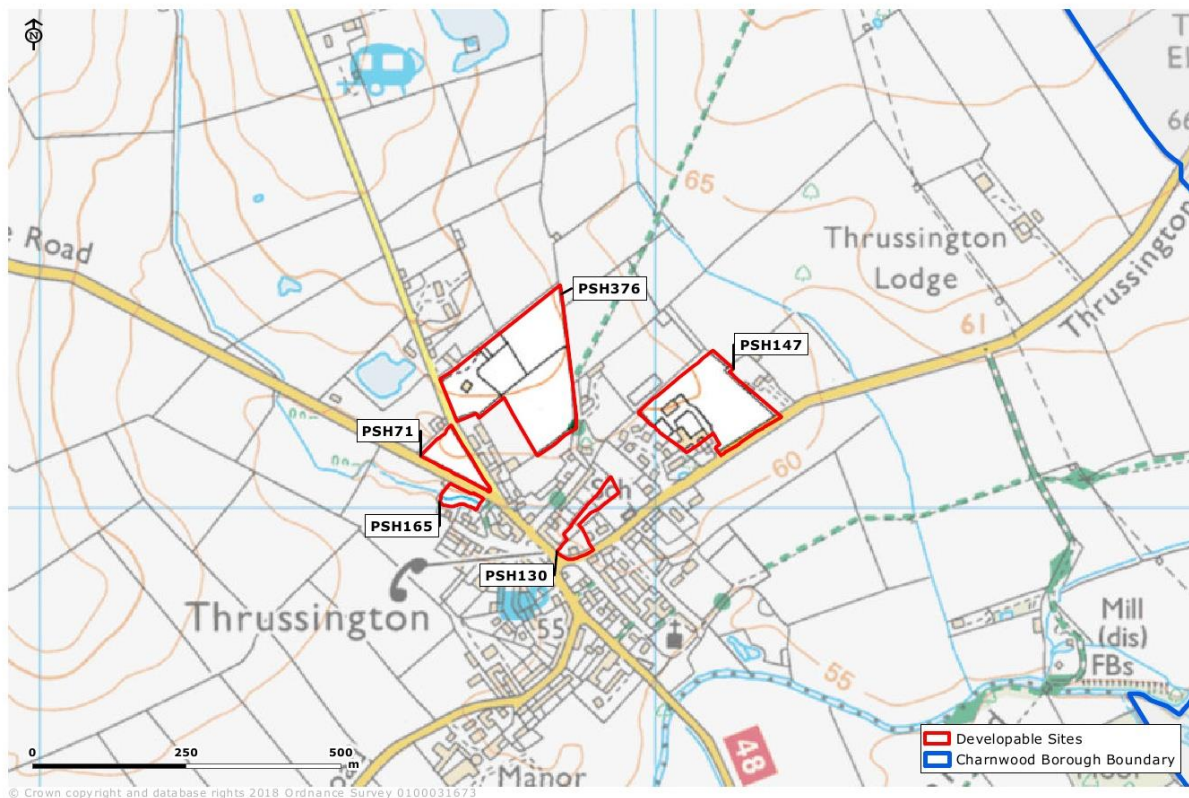 N
65
66
e Road
Thrussington
Lodge
Thrussington
61
PSH376
PSH147
PSH71
60
Sch
PSH165
PSH130
Thrussington
55
Mill
(dis)
FBs
55
48
Manor
0
250
500
m
Developable Sites
Charnwood Borough Boundary
© Crown copyright and database rights 2018 Ordnance Survey 0100031673